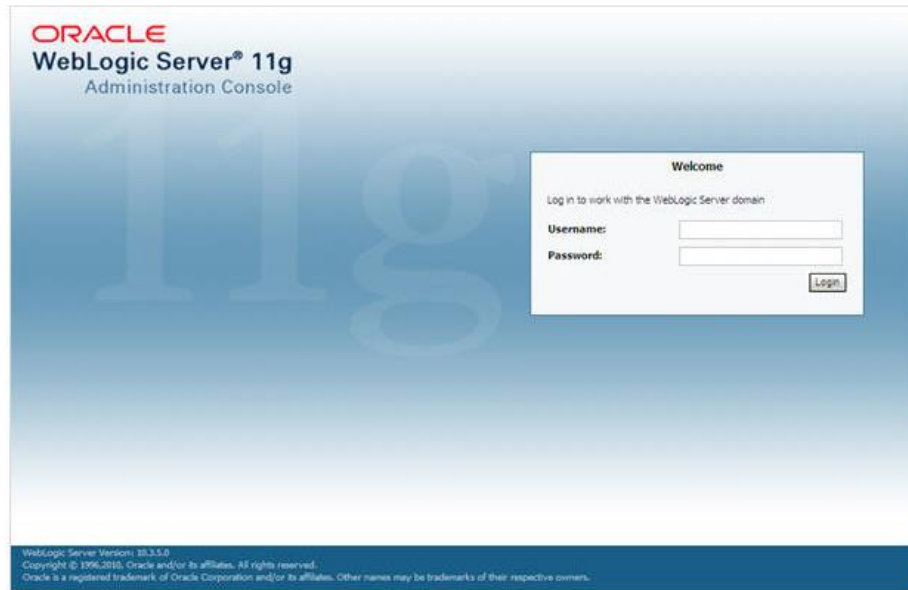 ORACLE
WebLogic Server® 11g
Administration Console
11g
Welcome
Log in to work with the WebLogic Server domain
Username:
Password:
Login
WebLogic Server Version: 10.3.5.0
Copyright © 1996,2010, Oracle and/or its affiliates. All rights reserved.
Oracle is a registered trademark of Oracle Corporation and/or its affiliates. Other names may be trademarks of their respective owners.